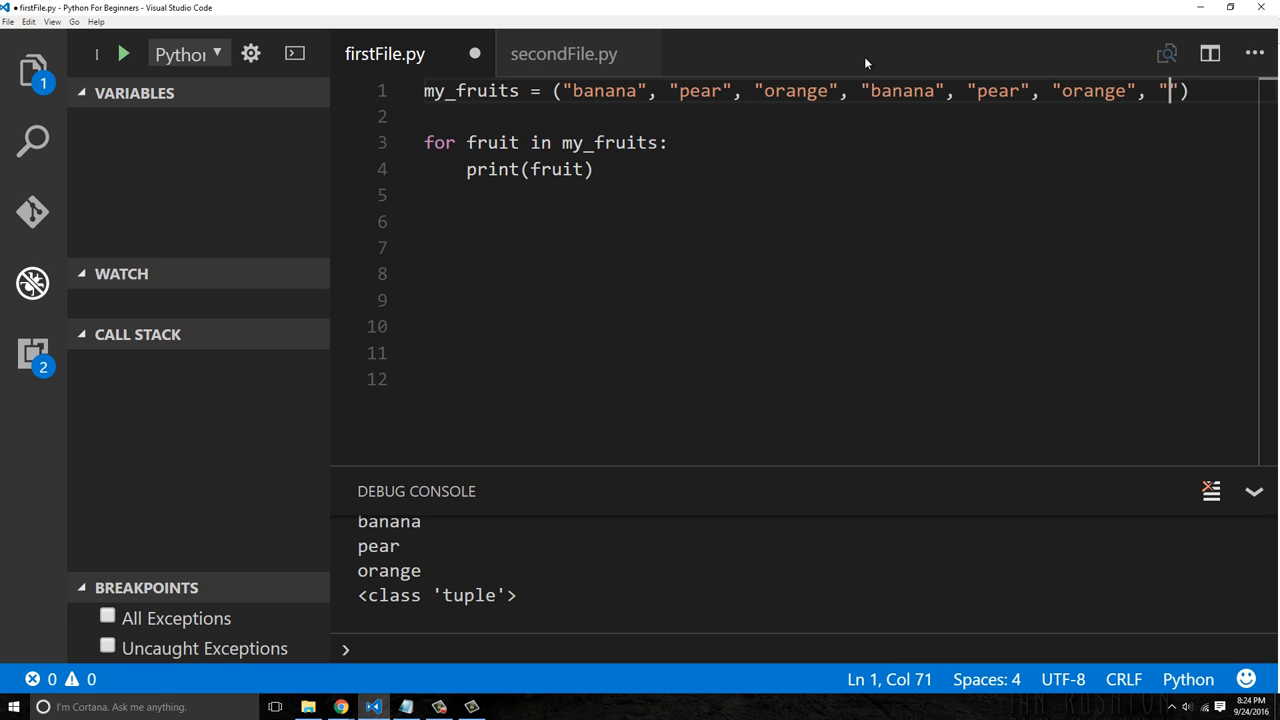 ● firstFile.py - Python For Beginners - Visual Studio Code
File Edit View Go Help
Pythoı
firstFile.py
secondFile.py
1 my_fruits = ("banana", "pear", "orange", "banana", "pear", "orange", "")
2
3 for fruit in my_fruits:
4 print(fruit)
5
6
7
8
9
10
11
12
1
2
VARIABLES
WATCH
CALL STACK
BREAKPOINTS
All Exceptions
Uncaught Exceptions
DEBUG CONSOLE
banana
pear
orange
<class 'tuple'>
0 0
Ln 1, Col 71 Spaces: 4 UTF-8 CRLF Python
I'm Cortana. Ask me anything.
8:24 PM
9/24/2016